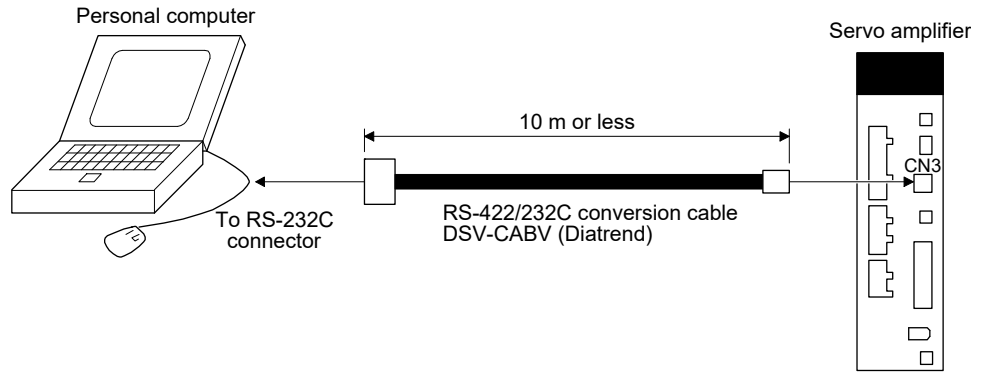 Personal computer
Servo amplifier
10 m or less
CN3
To RS-232C
connector
RS-422/232C conversion cable
DSV-CABV (Diatrend)